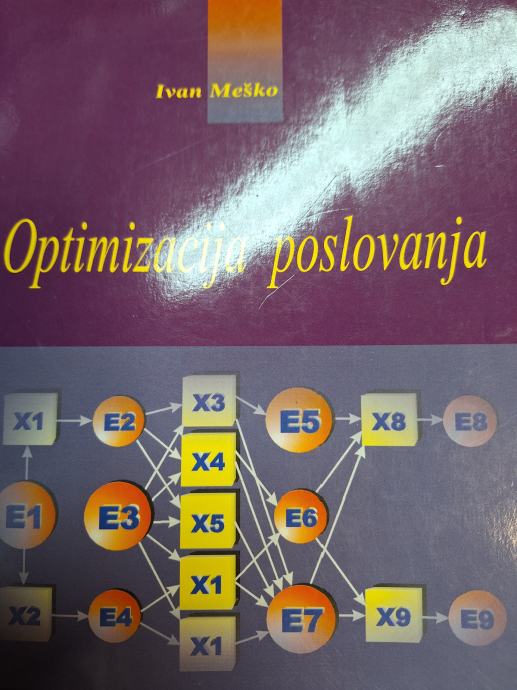 Ivan Meško
Optimizacija poslovanja
X1 E2 X3 E5 X8 E8
X4
E1 E3 X5 E6
X1
X2 E4 X1 E7 X9 E9